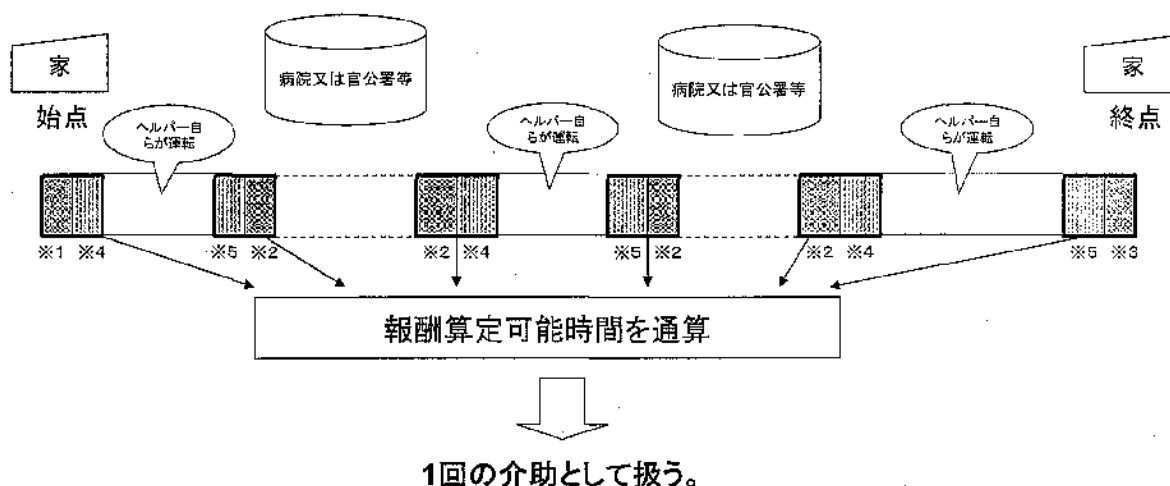 家
始点
病院又は官公署等
病院又は官公署等
家
終点
ヘルパー自
らが運転
ヘルパー自
らが運転
ヘルパー自
らが運転
※1 ※4 ※5 ※2 ※2 ※4 ※5 ※2 ※2 ※4 ※5 ※3
報酬算定可能時間を通算
1回の介助として扱う。